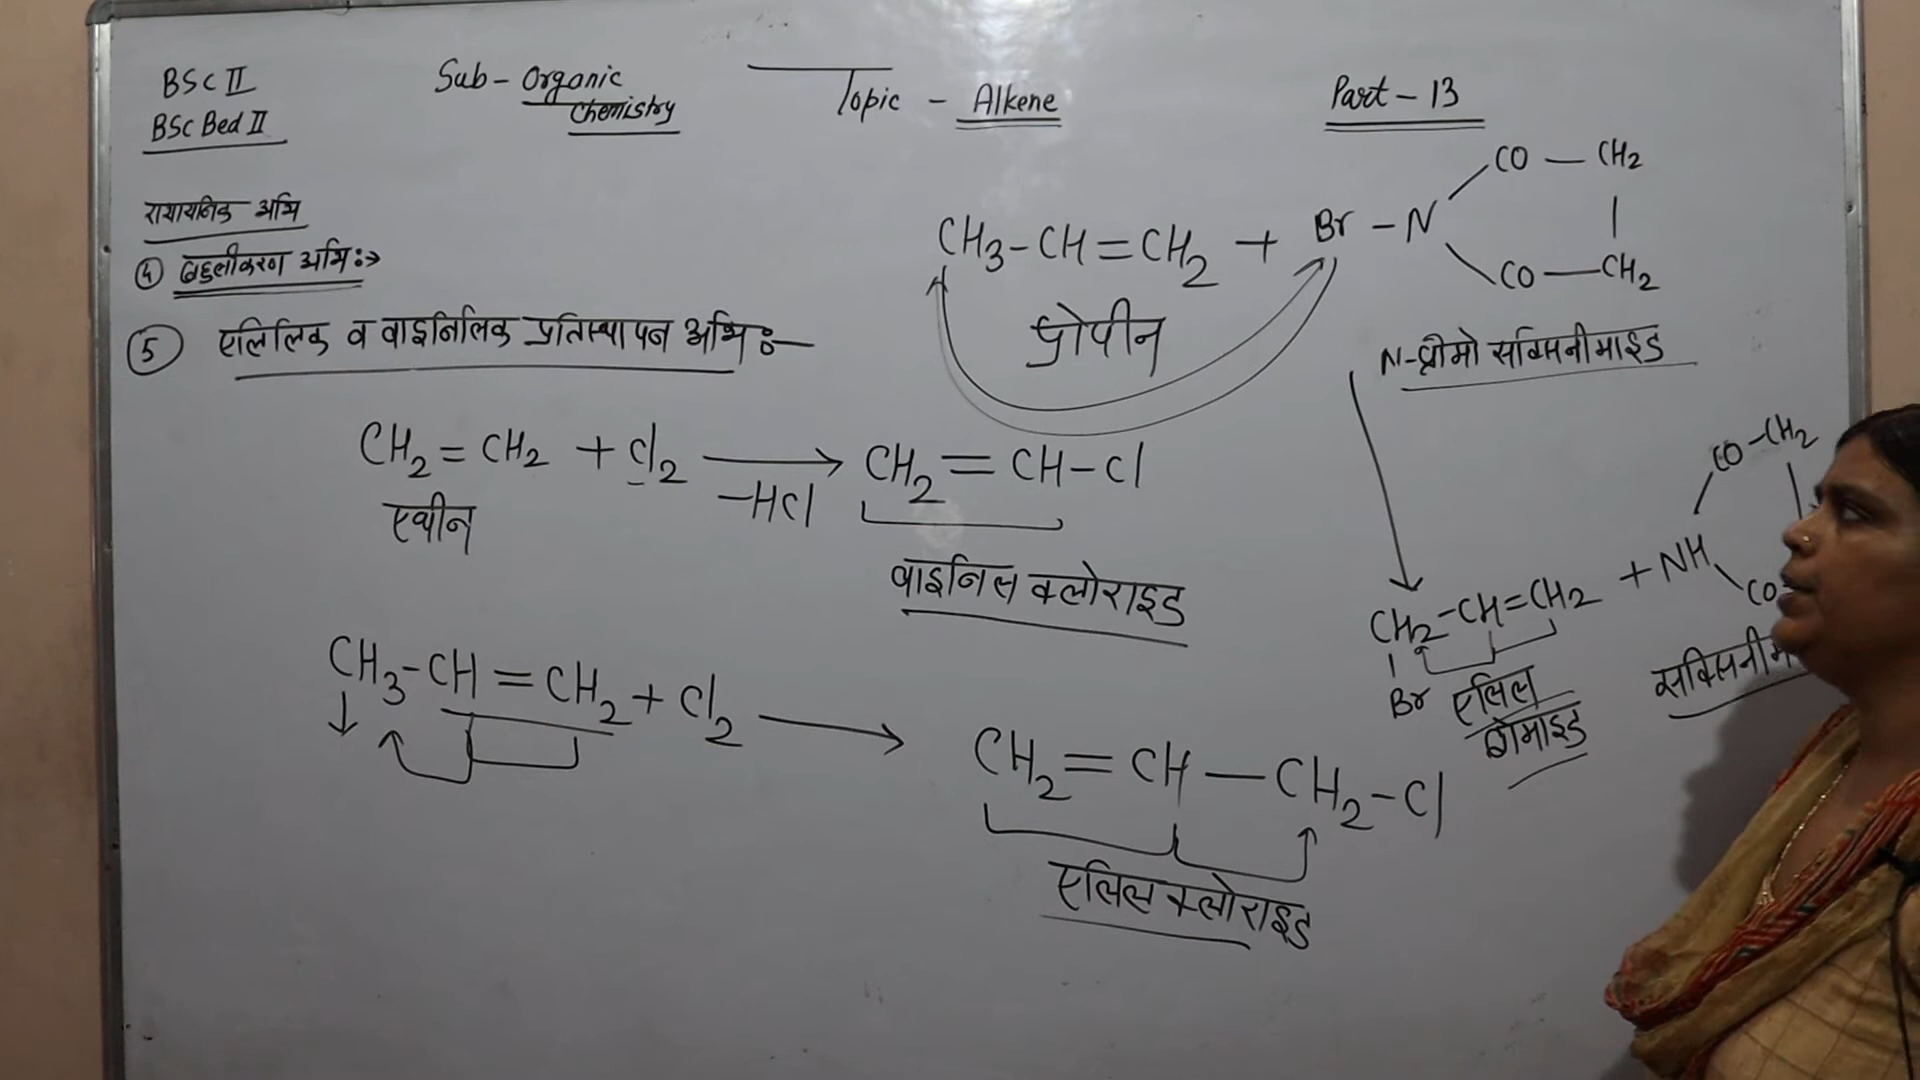 BSc II
BSc Bed II
Sub - Organic
Chemistry
Topic - Alkene
Part - 13
रासायनिक अभि
④ बहुलीकरण अभि:→
⑤ एलिलिक व वाइनिलिक प्रतिस्थापन अभि:—
CH3-CH=CH2 + Br - N
CO — CH2
|
CO — CH2
प्रोपीन
N-ब्रोमो सक्सिनीमाइड
CH2 = CH2 + Cl2 ⟶ CH2 = CH-Cl
-HCl
एथीन
वाइनिल क्लोराइड
CH3-CH = CH2 + Cl2 ⟶ CH2 = CH — CH2-Cl
एलिल क्लोराइड
CO-CH2
CH2-CH=CH2 + NH
CO
Br
एलिल
ब्रोमाइड